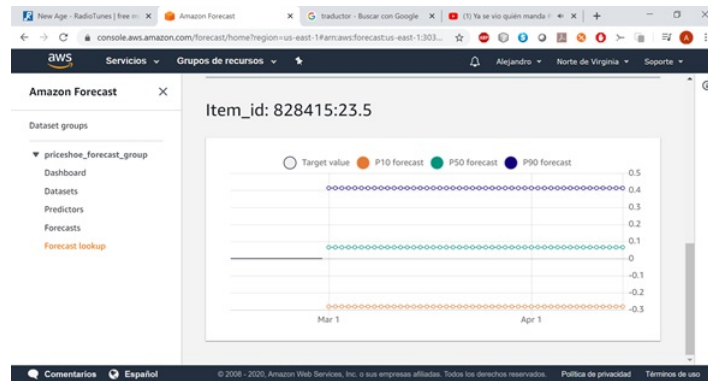 New Age - RadioTunes | free m
Amazon Forecast
traductor - Buscar con Google
(1) Ya se vio quién manda
console.aws.amazon.com/forecast/home?region=us-east-1#arn:aws:forecast:us-east-1:303...
aws Servicios Grupos de recursos Alejandro Norte de Virginia Soporte
Amazon Forecast
Dataset groups
priceshoe_forecast_group
Dashboard
Datasets
Predictors
Forecasts
Forecast lookup
Item_id: 828415:23.5
Target value P10 forecast P50 forecast P90 forecast
0.5
0.4
0.3
0.2
0.1
0
-0.1
-0.2
-0.3
Mar 1 Apr 1
Comentarios Español © 2008 - 2020, Amazon Web Services, Inc. o sus empresas afiliadas. Todos los derechos reservados. Política de privacidad Términos de uso